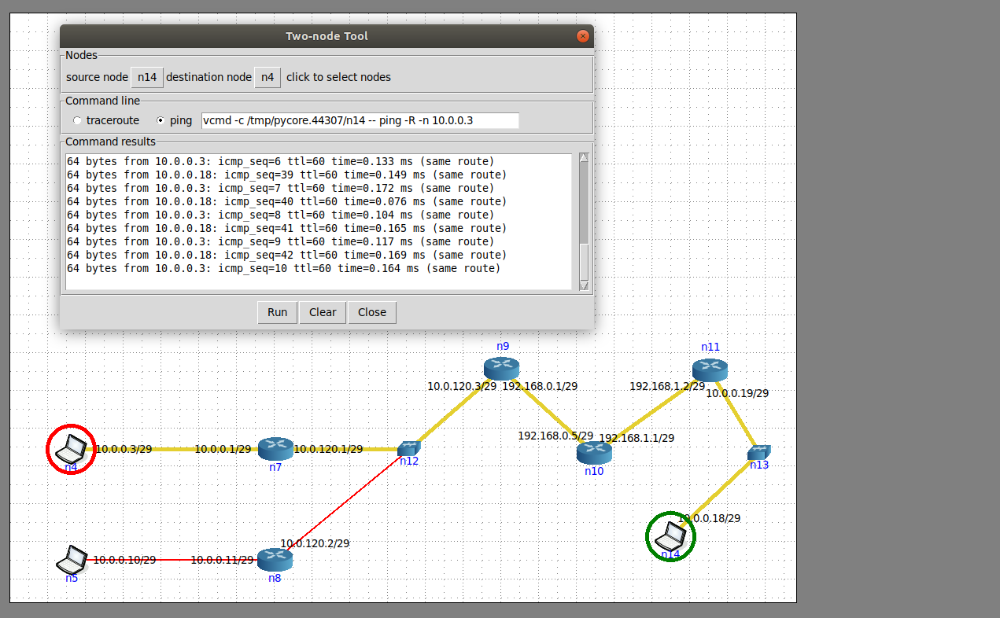 Two-node Tool
Nodes
source node n14 destination node n4 click to select nodes
Command line
traceroute ping vcmd -c /tmp/pycore.44307/n14 -- ping -R -n 10.0.0.3
Command results
64 bytes from 10.0.0.3: icmp_seq=6 ttl=60 time=0.133 ms (same route)
64 bytes from 10.0.0.18: icmp_seq=39 ttl=60 time=0.149 ms (same route)
64 bytes from 10.0.0.3: icmp_seq=7 ttl=60 time=0.172 ms (same route)
64 bytes from 10.0.0.18: icmp_seq=40 ttl=60 time=0.076 ms (same route)
64 bytes from 10.0.0.3: icmp_seq=8 ttl=60 time=0.104 ms (same route)
64 bytes from 10.0.0.18: icmp_seq=41 ttl=60 time=0.165 ms (same route)
64 bytes from 10.0.0.3: icmp_seq=9 ttl=60 time=0.117 ms (same route)
64 bytes from 10.0.0.18: icmp_seq=42 ttl=60 time=0.169 ms (same route)
64 bytes from 10.0.0.3: icmp_seq=10 ttl=60 time=0.164 ms (same route)
Run Clear Close
n9
n11
10.0.120.3/29 192.168.0.1/29
192.168.1.2/29
10.0.0.19/29
192.168.0.5/29
192.168.1.1/29
10.0.0.3/29
10.0.0.1/29
10.0.120.1/29
n4
n7
n12
n10
n13
10.0.0.18/29
10.0.120.2/29
n14
10.0.0.10/29
10.0.0.11/29
n5
n8